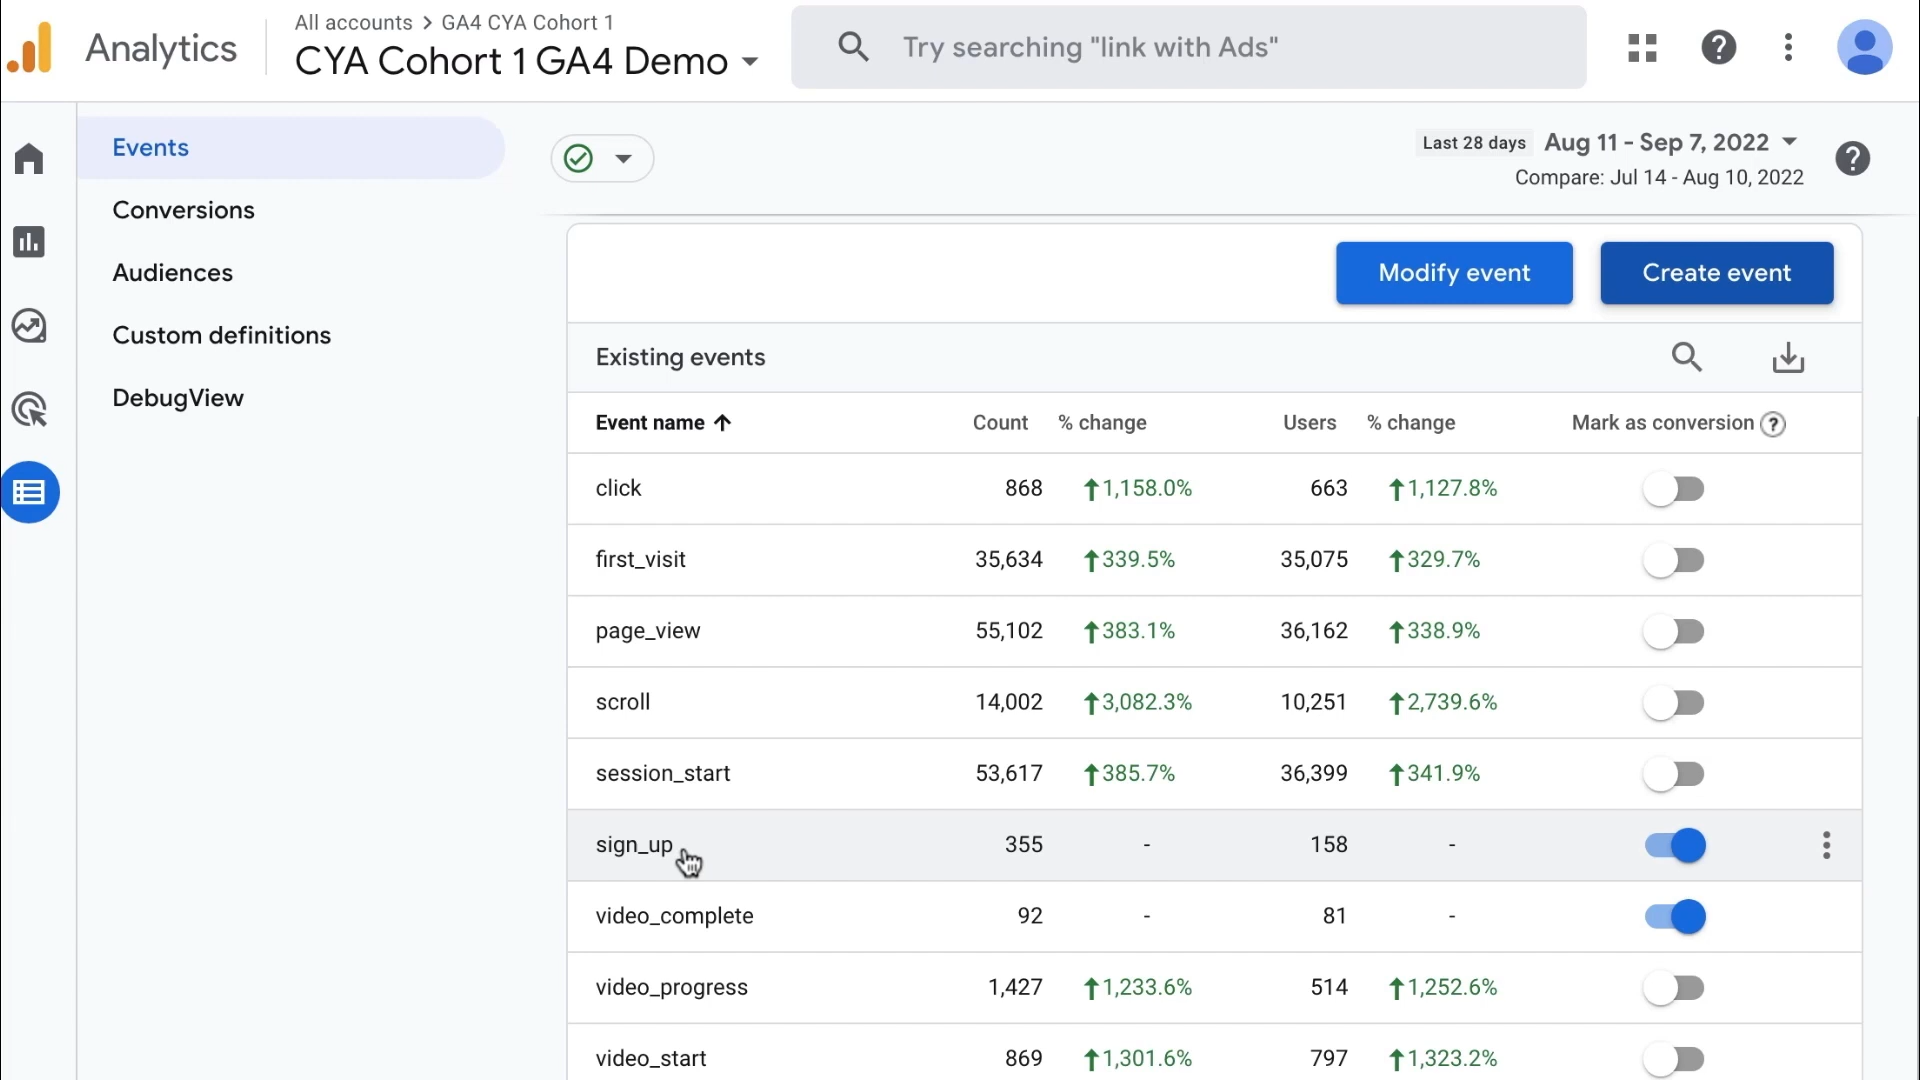 Analytics
All accounts > GA4 CYA Cohort 1
CYA Cohort 1 GA4 Demo
Try searching "link with Ads"
Events
Conversions
Audiences
Custom definitions
DebugView
Last 28 days Aug 11 - Sep 7, 2022
Compare: Jul 14 - Aug 10, 2022
Modify event Create event
Existing events
Event name Count % change Users % change Mark as conversion
click 868 1,158.0% 663 1,127.8%
first_visit 35,634 339.5% 35,075 329.7%
page_view 55,102 383.1% 36,162 338.9%
scroll 14,002 3,082.3% 10,251 2,739.6%
session_start 53,617 385.7% 36,399 341.9%
sign_up 355 - 158 -
video_complete 92 - 81 -
video_progress 1,427 1,233.6% 514 1,252.6%
video_start 869 1,301.6% 797 1,323.2%